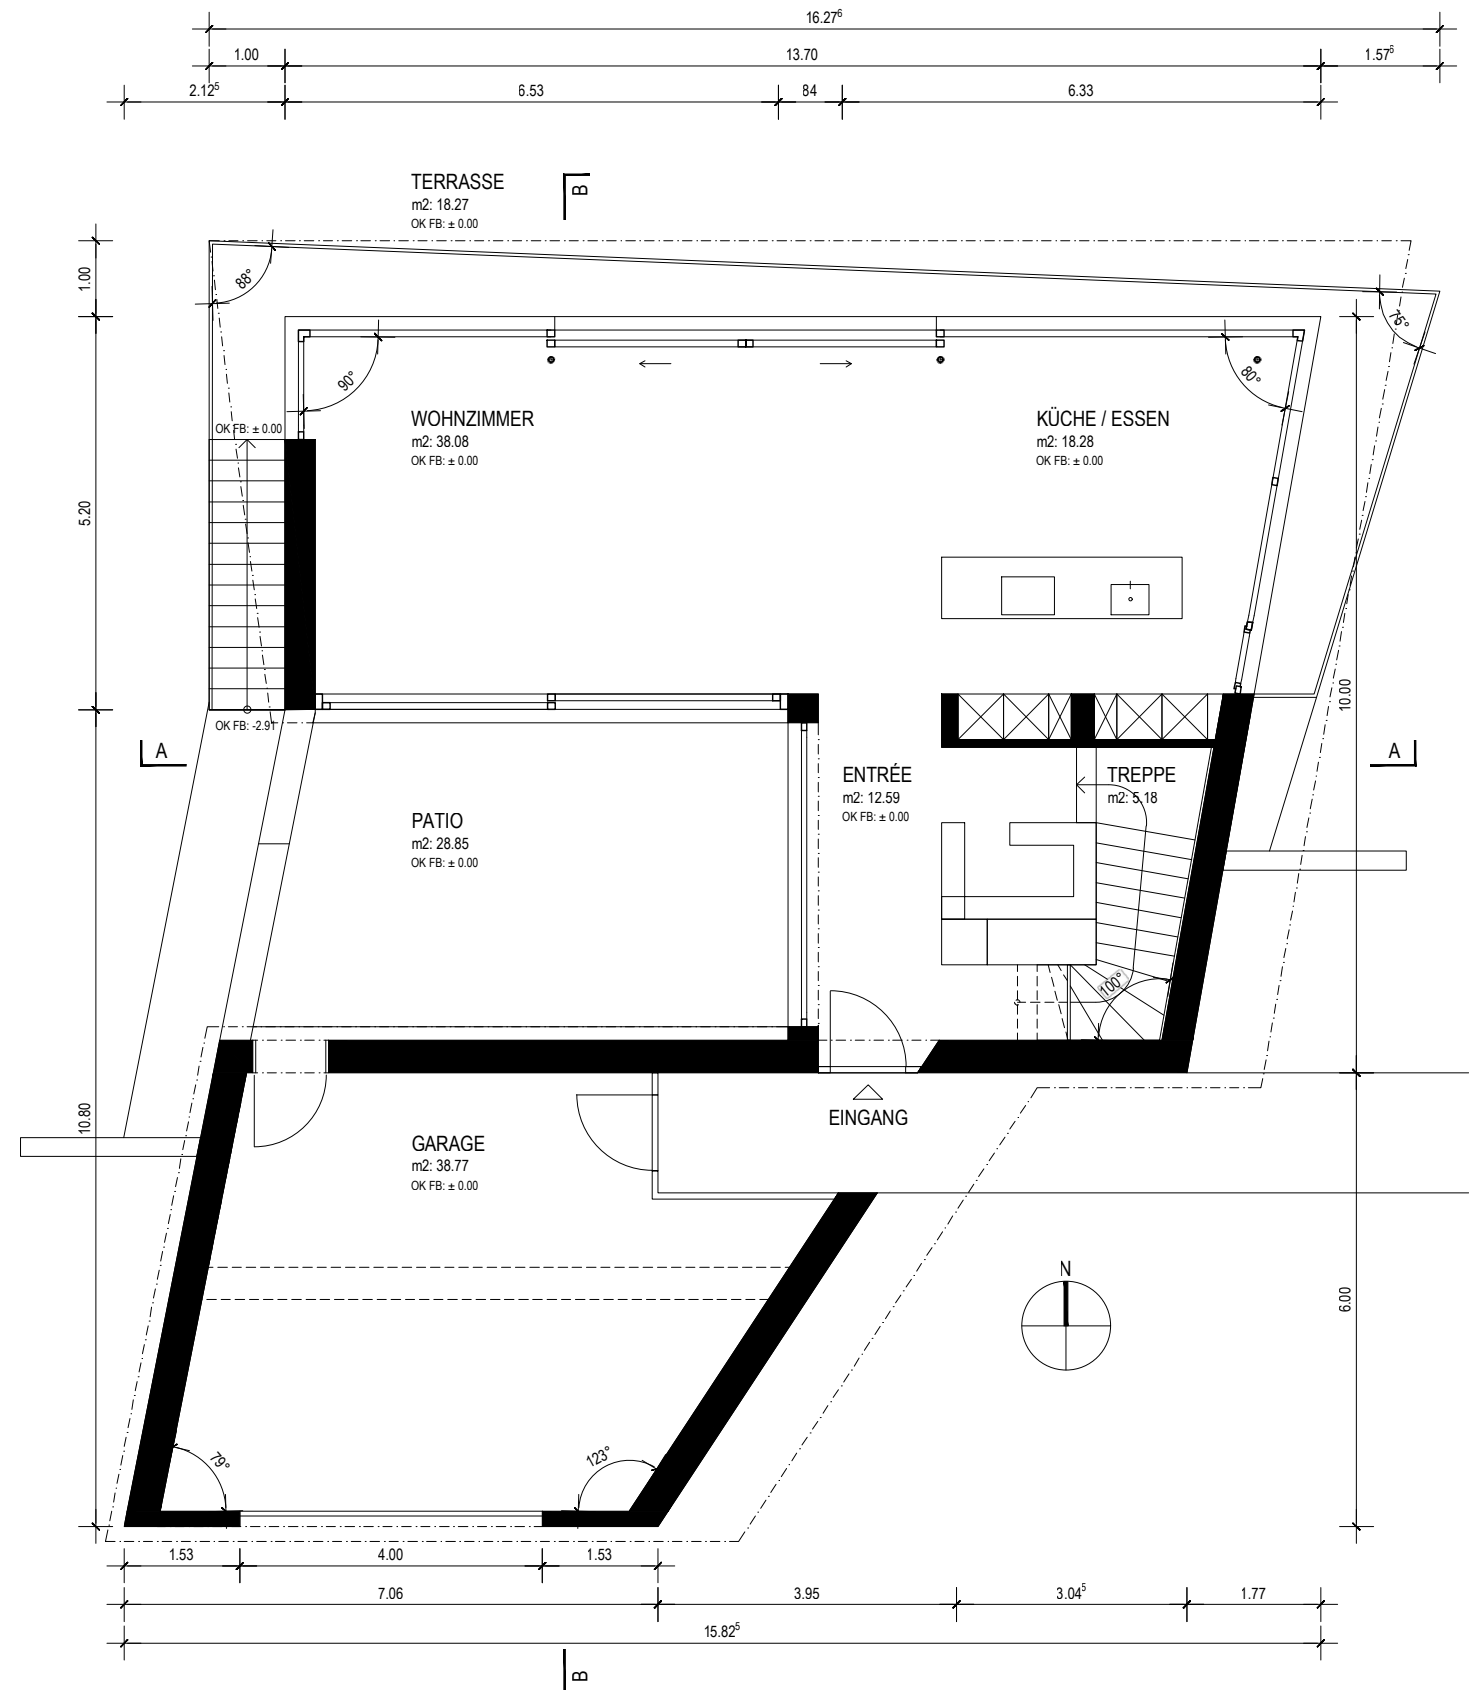 16.27⁶
1.00
13.70
1.57⁶
2.12⁵
6.53
84
6.33
TERRASSE
m2: 18.27
OK FB: ± 0.00
B
1.00
88°
75°
90°
80°
WOHNZIMMER
m2: 38.08
OK FB: ± 0.00
KÜCHE / ESSEN
m2: 18.28
OK FB: ± 0.00
OK FB: ± 0.00
5.20
10.00
OK FB: -2.91
A
A
ENTRÉE
m2: 12.59
OK FB: ± 0.00
TREPPE
m2: 5.18
PATIO
m2: 28.85
OK FB: ± 0.00
100°
10.80
EINGANG
GARAGE
m2: 38.77
OK FB: ± 0.00
N
6.00
79°
123°
1.53
4.00
1.53
7.06
3.95
3.04⁵
1.77
15.82⁵
B